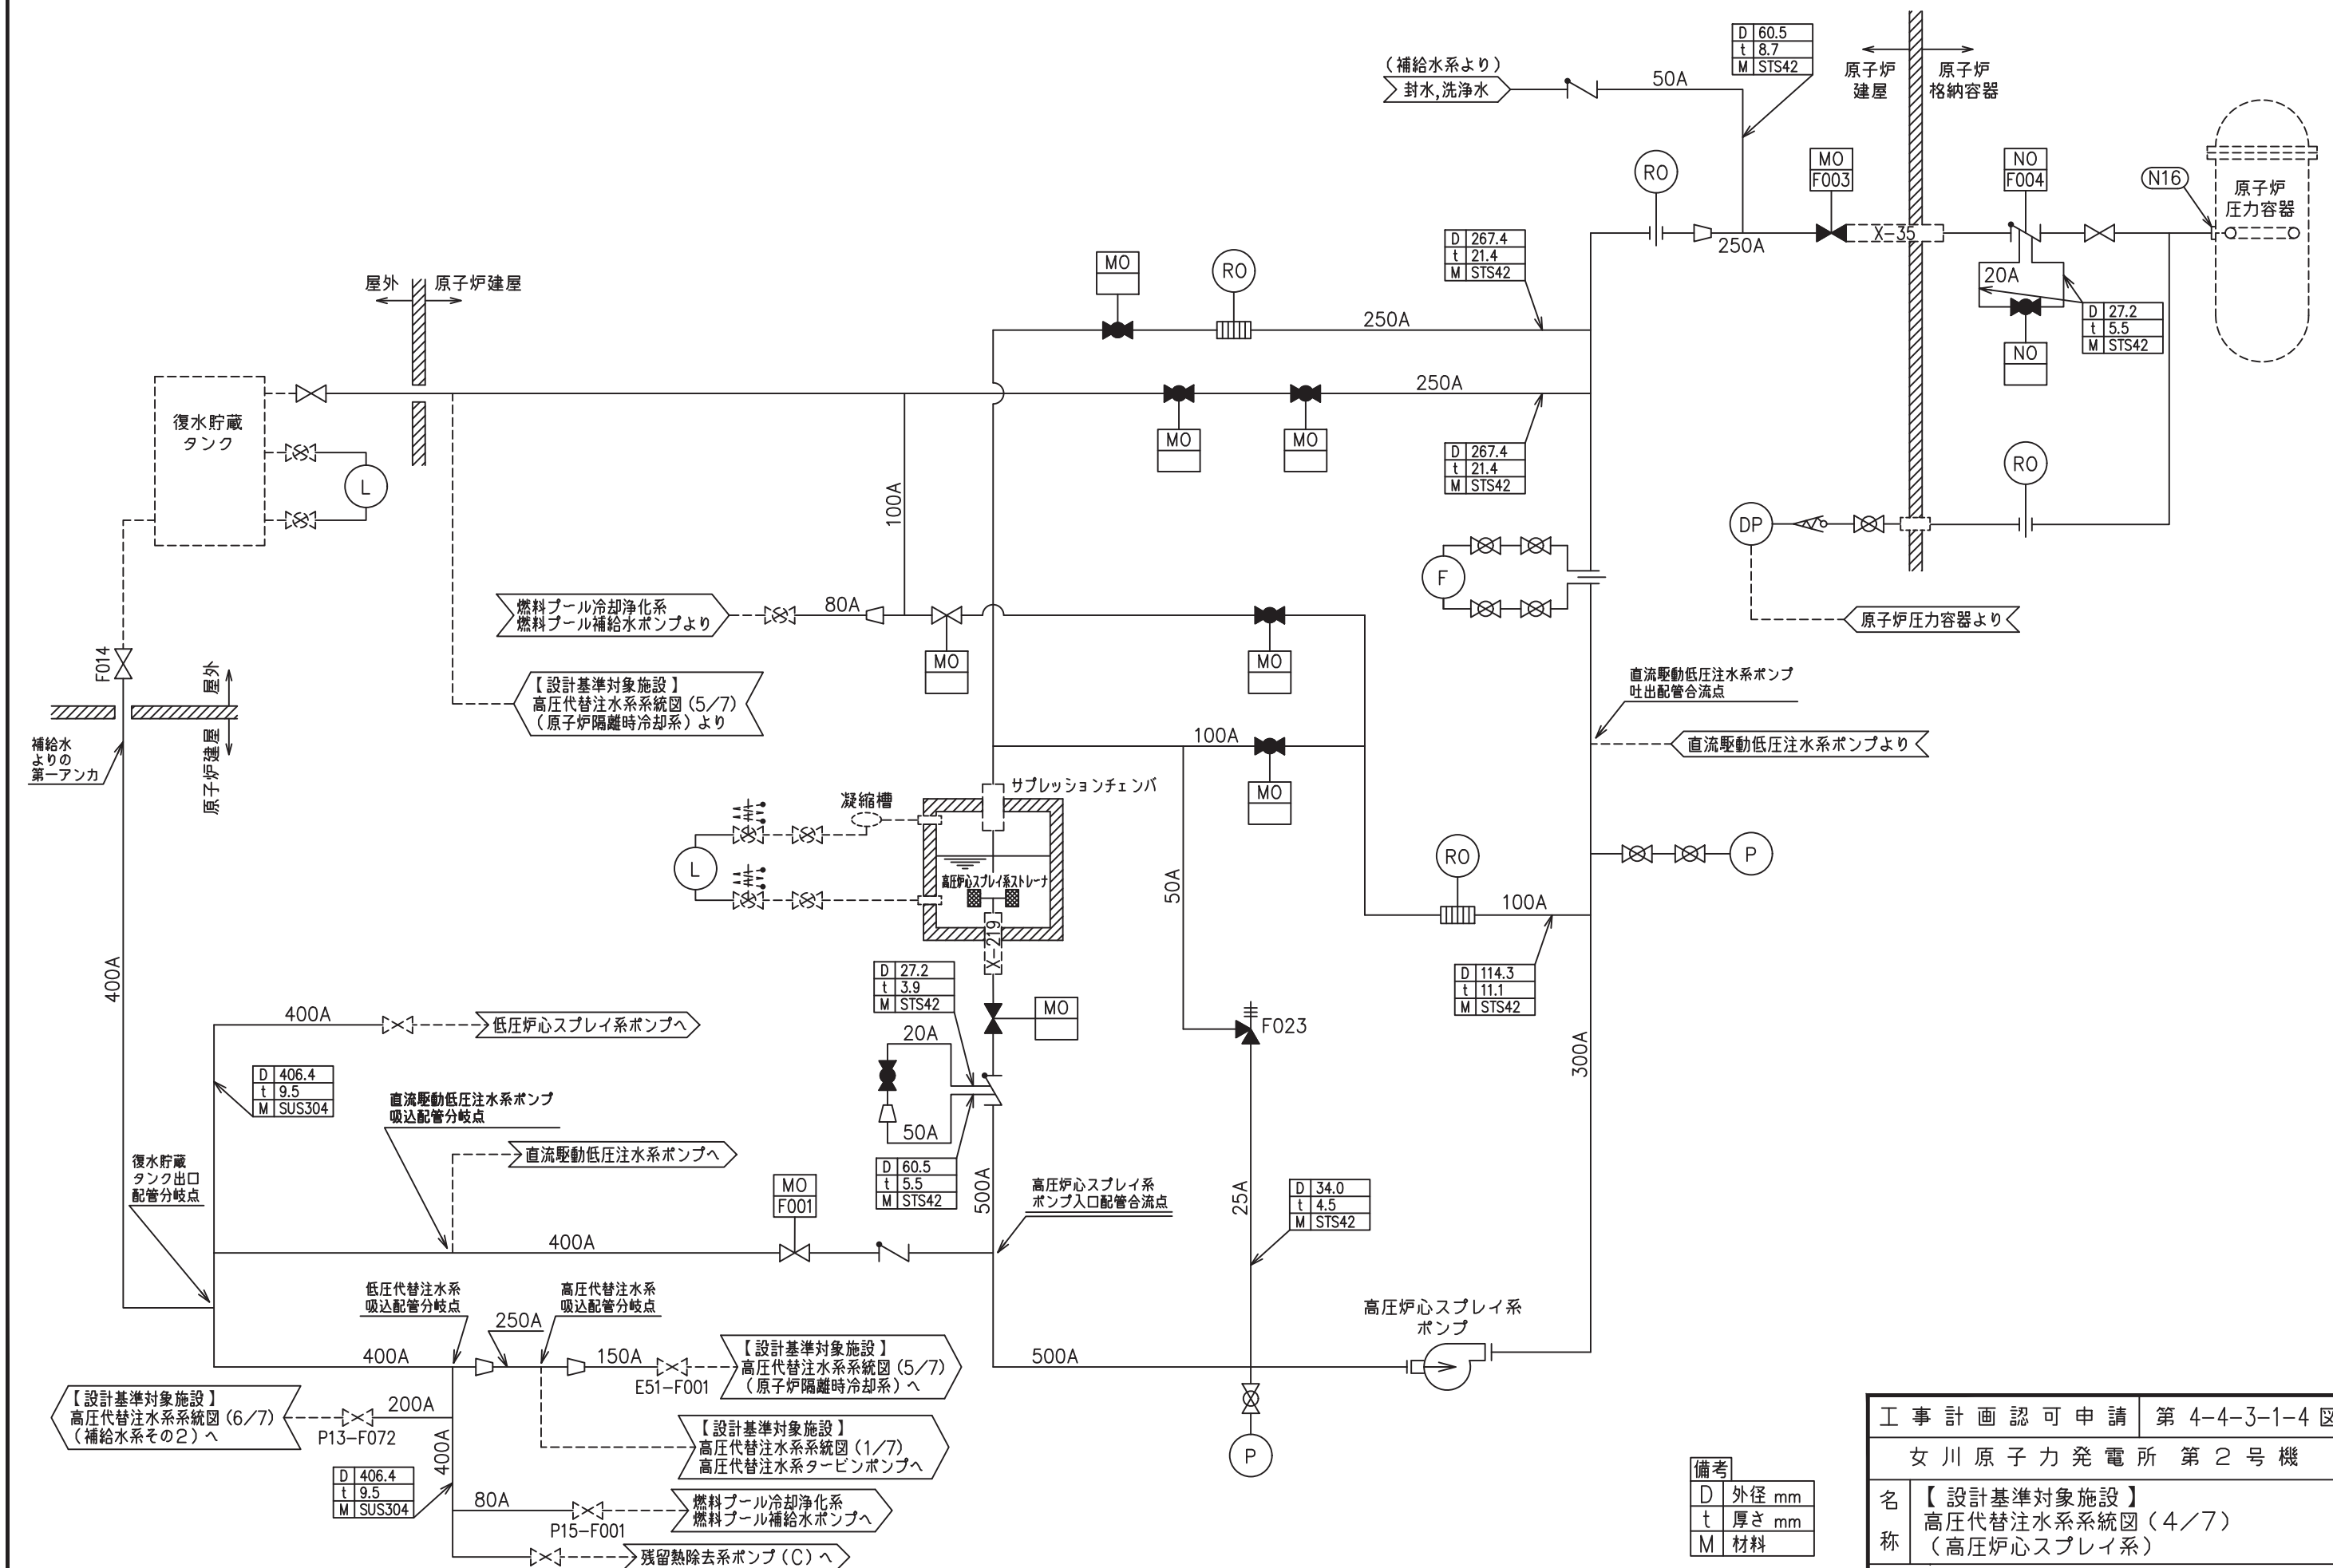 (補給水系より)
封水,洗浄水
50A
D 60.5
t 8.7
M STS42
原子炉
建屋
原子炉
格納容器
RO
MO
F003
NO
F004
N16
原子炉
圧力容器
250A
X-35
20A
D 27.2
t 5.5
M STS42
NO
D 267.4
t 21.4
M STS42
MO
RO
250A
屋外
原子炉建屋
250A
MO
MO
D 267.4
t 21.4
M STS42
復水貯蔵
タンク
L
100A
RO
DP
F
原子炉圧力容器より
燃料プール冷却浄化系
燃料プール補給水ポンプより
80A
MO
MO
F014
屋外
原子炉建屋
【設計基準対象施設】
高圧代替注水系系統図(5/7)
(原子炉隔離時冷却系)より
直流駆動低圧注水系ポンプ
吐出配管合流点
直流駆動低圧注水系ポンプより
補給水
よりの
第一アンカ
100A
MO
サプレッションチェンバ
凝縮槽
L
高圧炉心スプレイ系ストレーナ
X-219
50A
RO
P
100A
D 114.3
t 11.1
M STS42
400A
D 27.2
t 3.9
M STS42
MO
20A
50A
F023
300A
400A
低圧炉心スプレイ系ポンプへ
D 406.4
t 9.5
M SUS304
直流駆動低圧注水系ポンプ
吸込配管分岐点
直流駆動低圧注水系ポンプへ
D 60.5
t 5.5
M STS42
500A
復水貯蔵
タンク出口
配管分岐点
MO
F001
高圧炉心スプレイ系
ポンプ入口配管合流点
25A
D 34.0
t 4.5
M STS42
400A
低圧代替注水系
吸込配管分岐点
高圧代替注水系
吸込配管分岐点
250A
高圧炉心スプレイ系
ポンプ
400A
150A
E51-F001
【設計基準対象施設】
高圧代替注水系系統図(5/7)
(原子炉隔離時冷却系)へ
500A
【設計基準対象施設】
高圧代替注水系系統図(6/7)
(補給水系その2)へ
200A
P13-F072
400A
【設計基準対象施設】
高圧代替注水系系統図(1/7)
高圧代替注水系タービンポンプへ
P
D 406.4
t 9.5
M SUS304
80A
P15-F001
燃料プール冷却浄化系
燃料プール補給水ポンプへ
残留熱除去系ポンプ(C)へ
備考
D 外径 mm
t 厚さ mm
M 材料
工事計画認可申請 第 4-4-3-1-4 図
女川原子力発電所 第2号機
名称
【設計基準対象施設】
高圧代替注水系系統図(4/7)
(高圧炉心スプレイ系)